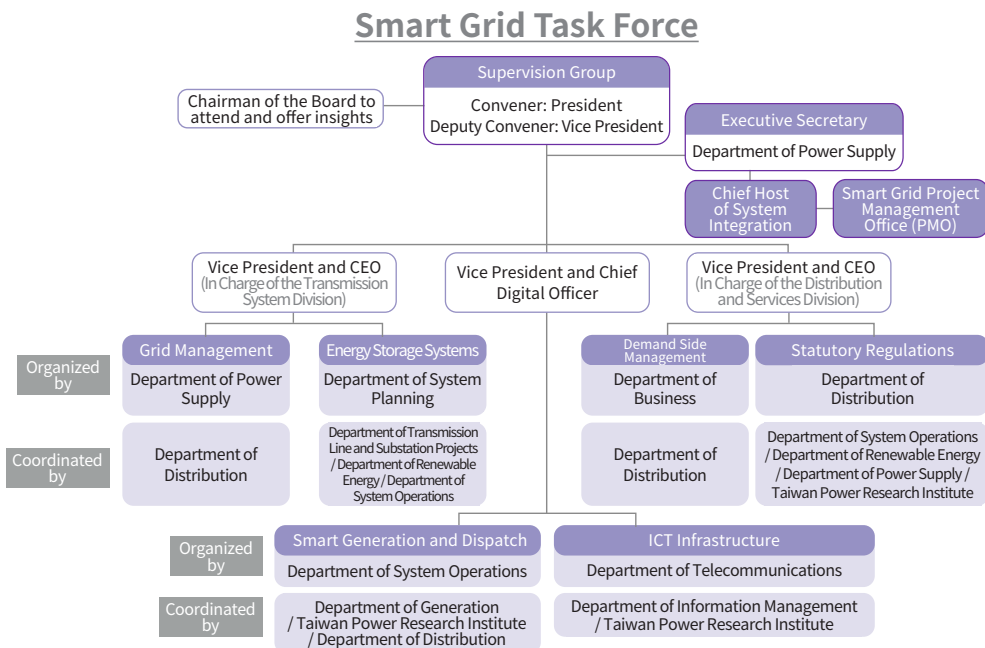 Smart Grid Task Force
Supervision Group
Convener: President
Deputy Convener: Vice President
Chairman of the Board to
attend and offer insights
Executive Secretary
Department of Power Supply
Chief Host
of System
Integration
Smart Grid Project
Management
Office (PMO)
Vice President and CEO
(In Charge of the Transmission
System Division)
Vice President and Chief
Digital Officer
Vice President and CEO
(In Charge of the Distribution
and Services Division)
Organized
by
Grid Management
Department of Power
Supply
Energy Storage Systems
Department of System
Planning
Demand Side
Management
Department of
Business
Statutory Regulations
Department of
Distribution
Coordinated
by
Department of
Distribution
Department of Transmission
Line and Substation Projects
/ Department of Renewable
Energy / Department of
System Operations
Department of
Distribution
Department of System Operations
/ Department of Renewable Energy
/ Department of Power Supply /
Taiwan Power Research Institute
Organized
by
Smart Generation and Dispatch
Department of System Operations
ICT Infrastructure
Department of Telecommunications
Coordinated
by
Department of Generation
/ Taiwan Power Research Institute
/ Department of Distribution
Department of Information Management
/ Taiwan Power Research Institute